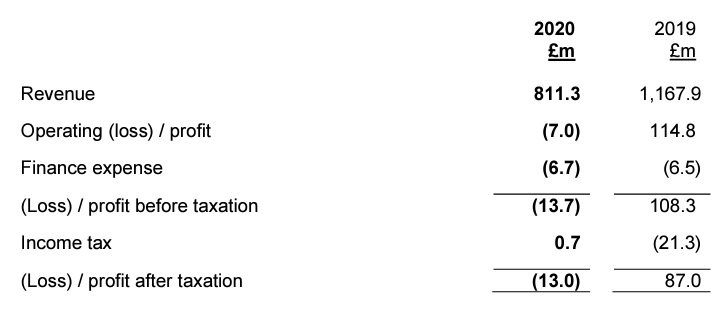 2020 2019
£m £m
Revenue 811.3 1,167.9
Operating (loss) / profit (7.0) 114.8
Finance expense (6.7) (6.5)
(Loss) / profit before taxation (13.7) 108.3
Income tax 0.7 (21.3)
(Loss) / profit after taxation (13.0) 87.0